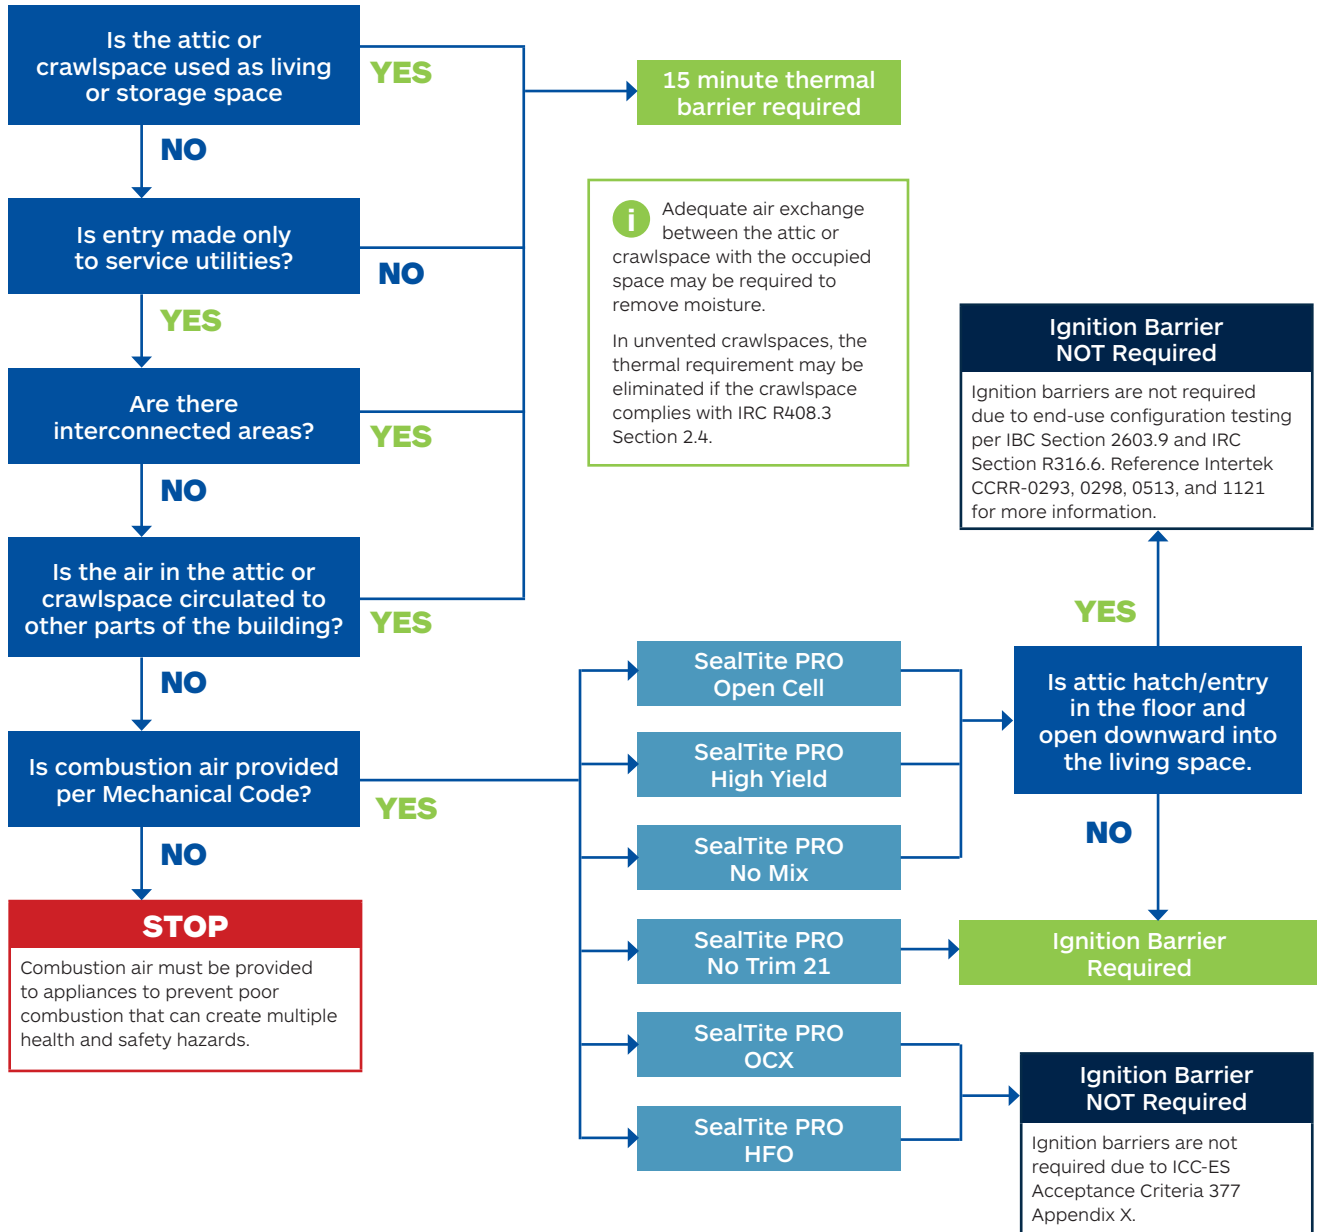 Is the attic or
crawlspace used as living
or storage space
YES
15 minute thermal
barrier required
NO
Is entry made only
to service utilities?
NO
YES
i
Adequate air exchange
between the attic or
crawlspace with the occupied
space may be required to
remove moisture.
In unvented crawlspaces, the
thermal requirement may be
eliminated if the crawlspace
complies with IRC R408.3
Section 2.4.
Are there
interconnected areas?
YES
NO
Is the air in the attic or
crawlspace circulated to
other parts of the building?
YES
NO
Is combustion air provided
per Mechanical Code?
YES
NO
STOP
Combustion air must be provided
to appliances to prevent poor
combustion that can create multiple
health and safety hazards.
SealTite PRO
Open Cell
SealTite PRO
High Yield
SealTite PRO
No Mix
SealTite PRO
No Trim 21
SealTite PRO
OCX
SealTite PRO
HFO
Ignition Barrier
NOT Required
Ignition barriers are not required
due to end-use configuration testing
per IBC Section 2603.9 and IRC
Section R316.6. Reference Intertek
CCRR-0293, 0298, 0513, and 1121
for more information.
YES
Is attic hatch/entry
in the floor and
open downward into
the living space.
NO
Ignition Barrier
Required
Ignition Barrier
NOT Required
Ignition barriers are not
required due to ICC-ES
Acceptance Criteria 377
Appendix X.